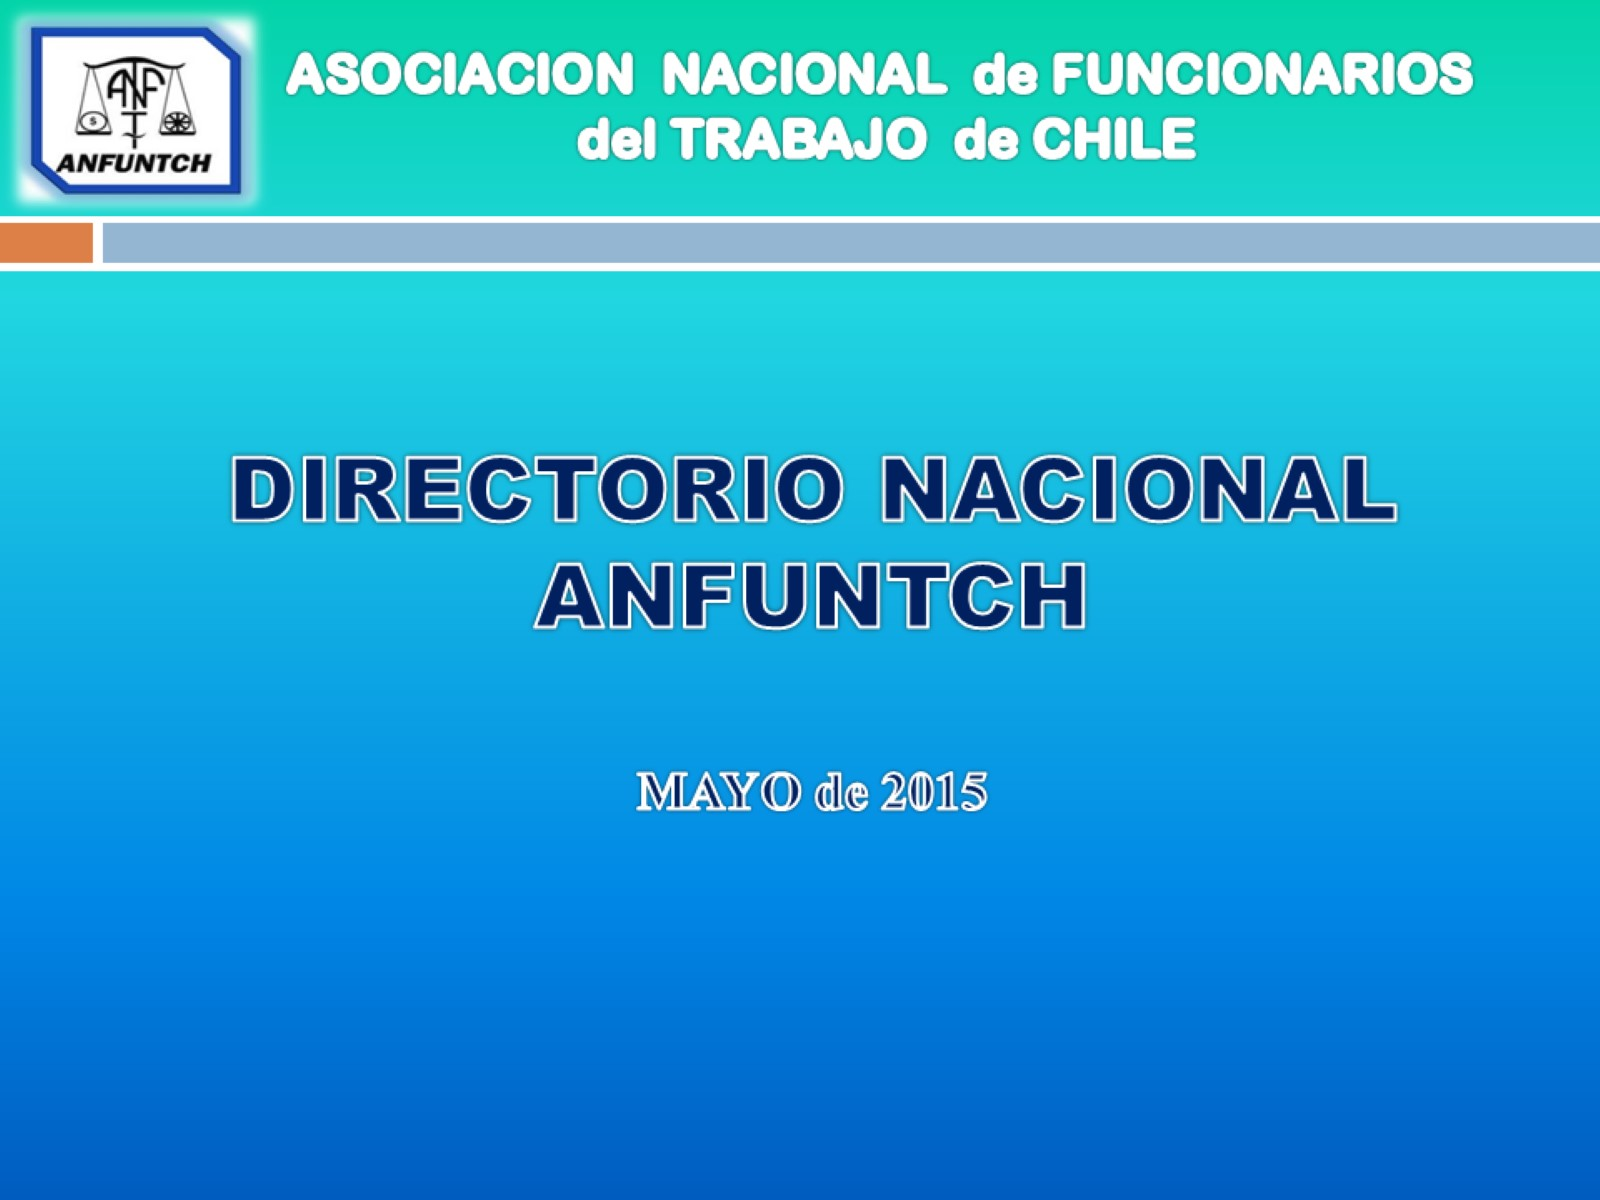 ANF
T
$
ANFUNTCH
ASOCIACION NACIONAL de FUNCIONARIOS
del TRABAJO de CHILE
DIRECTORIO NACIONAL
ANFUNTCH
MAYO de 2015